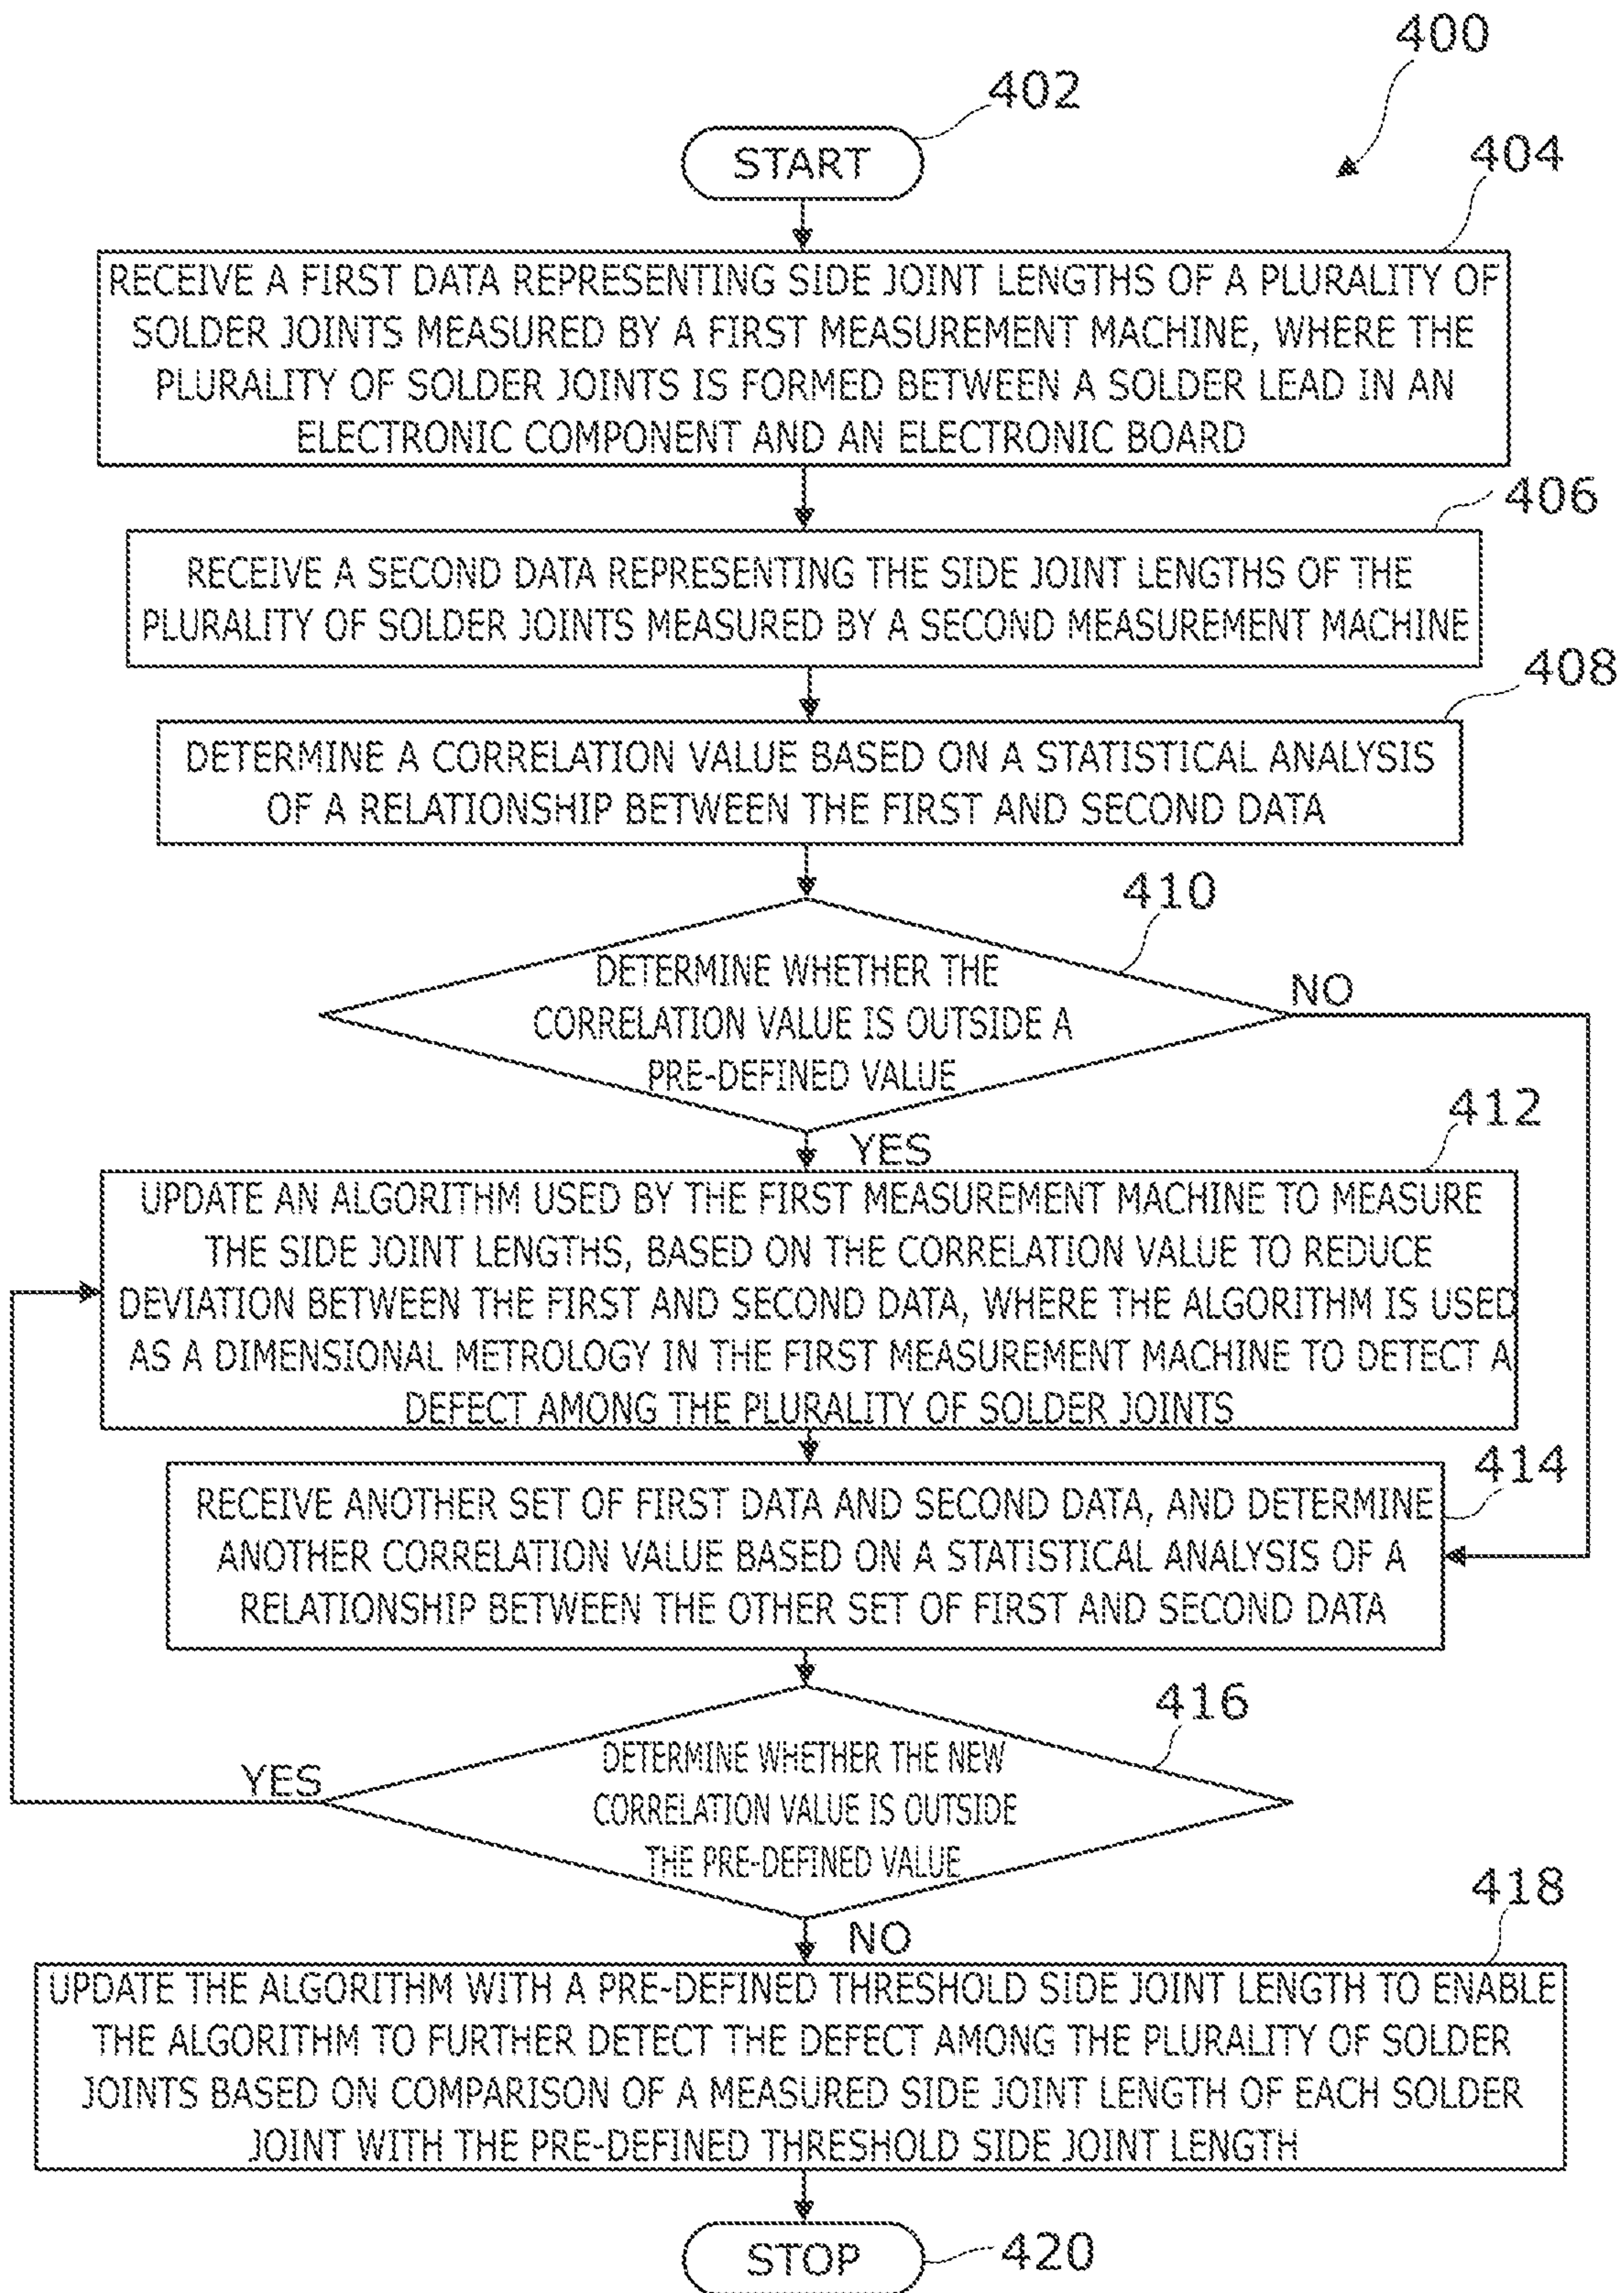 400
402
START
404
RECEIVE A FIRST DATA REPRESENTING SIDE JOINT LENGTHS OF A PLURALITY OF
SOLDER JOINTS MEASURED BY A FIRST MEASUREMENT MACHINE, WHERE THE
PLURALITY OF SOLDER JOINTS IS FORMED BETWEEN A SOLDER LEAD IN AN
ELECTRONIC COMPONENT AND AN ELECTRONIC BOARD
406
RECEIVE A SECOND DATA REPRESENTING THE SIDE JOINT LENGTHS OF THE
PLURALITY OF SOLDER JOINTS MEASURED BY A SECOND MEASUREMENT MACHINE
408
DETERMINE A CORRELATION VALUE BASED ON A STATISTICAL ANALYSIS
OF A RELATIONSHIP BETWEEN THE FIRST AND SECOND DATA
410
DETERMINE WHETHER THE
CORRELATION VALUE IS OUTSIDE A
PRE-DEFINED VALUE
NO
YES
412
UPDATE AN ALGORITHM USED BY THE FIRST MEASUREMENT MACHINE TO MEASURE
THE SIDE JOINT LENGTHS, BASED ON THE CORRELATION VALUE TO REDUCE
DEVIATION BETWEEN THE FIRST AND SECOND DATA, WHERE THE ALGORITHM IS USED
AS A DIMENSIONAL METROLOGY IN THE FIRST MEASUREMENT MACHINE TO DETECT A
DEFECT AMONG THE PLURALITY OF SOLDER JOINTS
414
RECEIVE ANOTHER SET OF FIRST DATA AND SECOND DATA, AND DETERMINE
ANOTHER CORRELATION VALUE BASED ON A STATISTICAL ANALYSIS OF A
RELATIONSHIP BETWEEN THE OTHER SET OF FIRST AND SECOND DATA
416
DETERMINE WHETHER THE NEW
CORRELATION VALUE IS OUTSIDE
THE PRE-DEFINED VALUE
YES
NO
418
UPDATE THE ALGORITHM WITH A PRE-DEFINED THRESHOLD SIDE JOINT LENGTH TO ENABLE
THE ALGORITHM TO FURTHER DETECT THE DEFECT AMONG THE PLURALITY OF SOLDER
JOINTS BASED ON COMPARISON OF A MEASURED SIDE JOINT LENGTH OF EACH SOLDER
JOINT WITH THE PRE-DEFINED THRESHOLD SIDE JOINT LENGTH
STOP
420